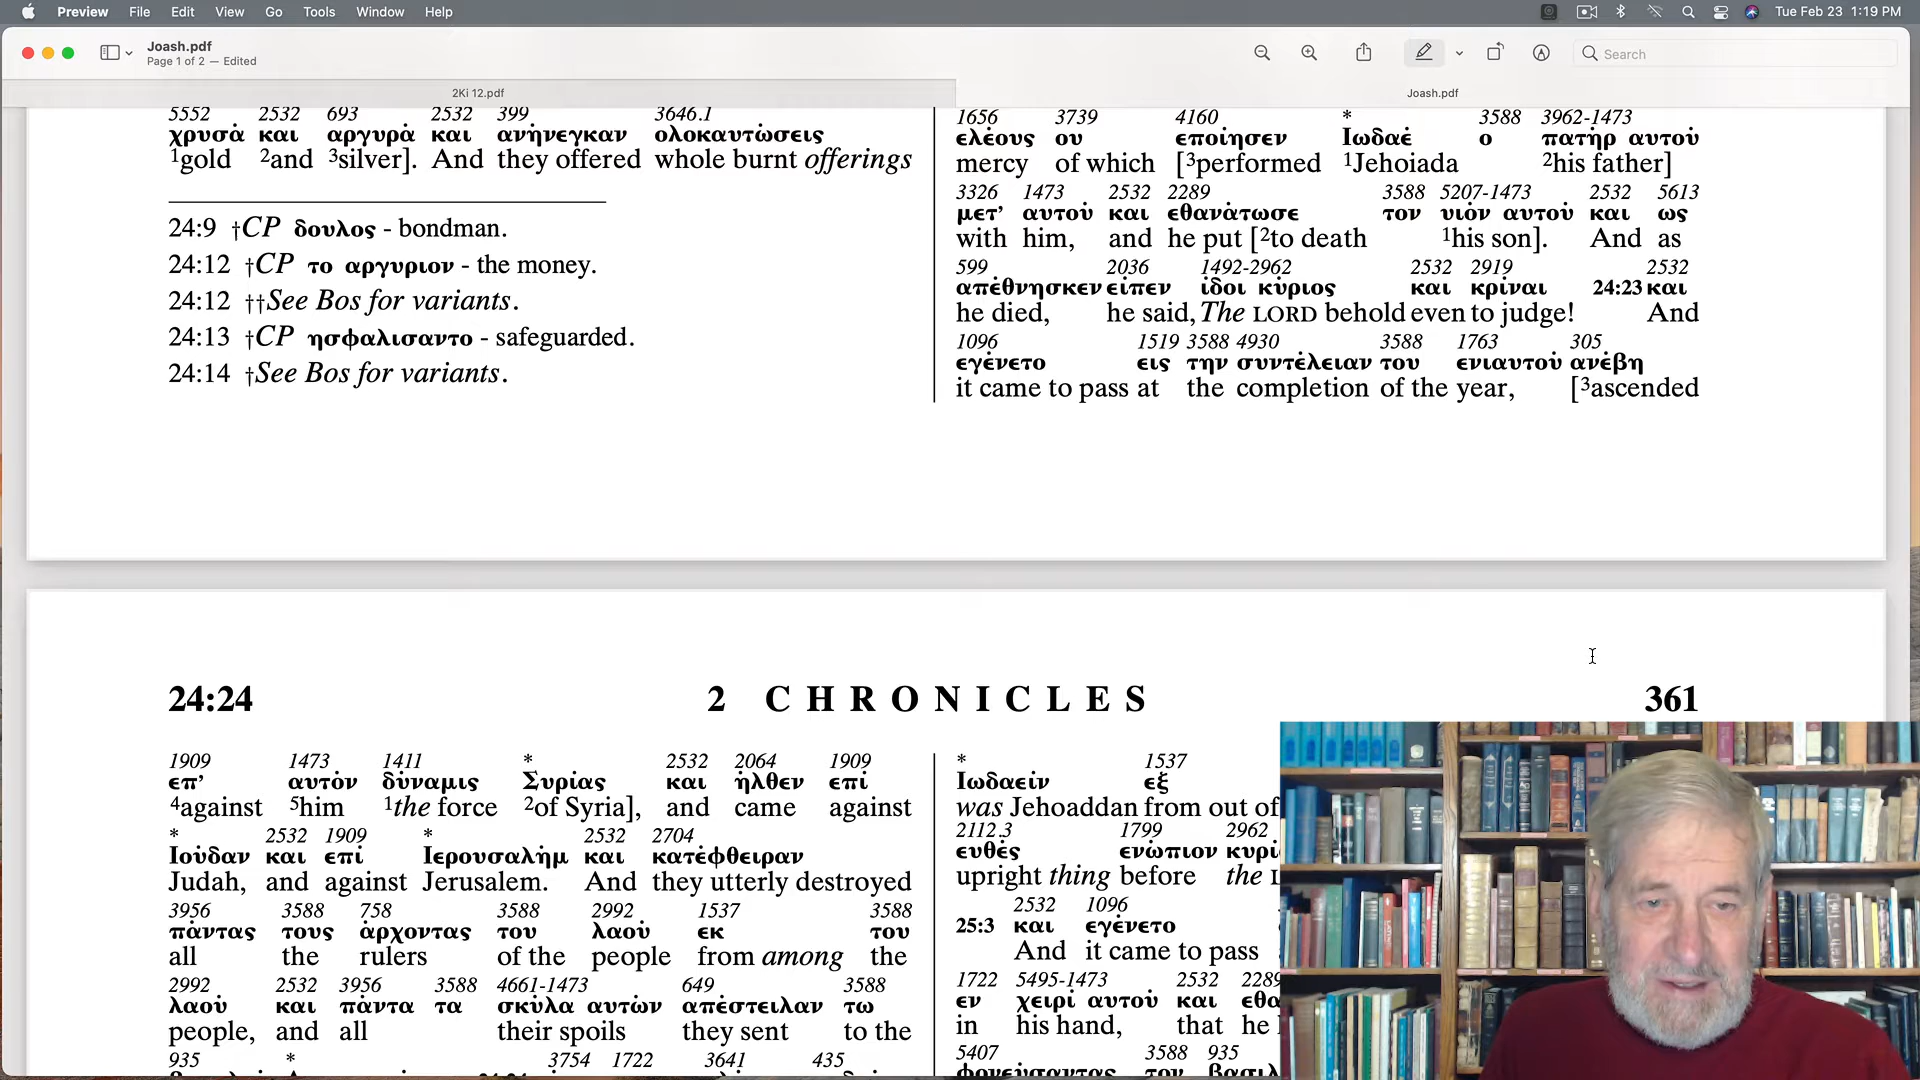 Preview File Edit View Go Tools Window Help
Tue Feb 23 1:19 PM
Joash.pdf
Page 1 of 2 — Edited
Search
2Ki 12.pdf
Joash.pdf
5552 2532 693 2532 399 3646.1
χρυσά και αργυρά και ανήνεγκαν ολοκαυτώσεις
1gold 2and 3silver]. And they offered whole burnt offerings
24:9 †CP δουλος - bondman.
24:12 †CP το αργυριον - the money.
24:12 ††See Bos for variants.
24:13 †CP ησφαλισαντο - safeguarded.
24:14 †See Bos for variants.
1656 3739 4160 * 3588 3962-1473
ελέους ου εποίησεν Ιωδαέ ο πατήρ αυτού
mercy of which [3performed 1Jehoiada 2his father]
3326 1473 2532 2289 3588 5207-1473 2532 5613
μετ' αυτού και εθανάτωσε τον υιόν αυτού και ως
with him, and he put [2to death 1his son]. And as
599 2036 1492-2962 2532 2919 2532
απέθνησκεν είπεν ίδοι κύριος και κρίναι 24:23 και
he died, he said, The LORD behold even to judge! And
1096 1519 3588 4930 3588 1763 305
εγένετο εις την συντέλειαν του ενιαυτού ανέβη
it came to pass at the completion of the year, [3ascended
24:24 2 CHRONICLES 361
1909 1473 1411 * 2532 2064 1909
επ' αυτόν δύναμις Συρίας και ήλθεν επί
4against 5him 1the force 2of Syria], and came against
* 2532 1909 * 2532 2704
Ιούδαν και επί Ιερουσαλήμ και κατέφθειραν
Judah, and against Jerusalem. And they utterly destroyed
3956 3588 758 3588 2992 1537 3588
πάντας τους άρχοντας του λαού εκ του
all the rulers of the people from among the
2992 2532 3956 3588 4661-1473 649 3588
λαού και πάντα τα σκύλα αυτών απέστειλαν τω
people, and all their spoils they sent to the
935 * 3754 1722 3641 435
* 1537
Ιωδαείν εξ
was Jehoaddan from out of
2112.3 1799 2962
ευθές ενώπιον
upright thing before the
2532 1096
25:3 και εγένετο
And it came to pass
1722 5495-1473 2532
εν χειρί αυτού και
in his hand, that he
5407 3588 935
φονεύσαντας τον